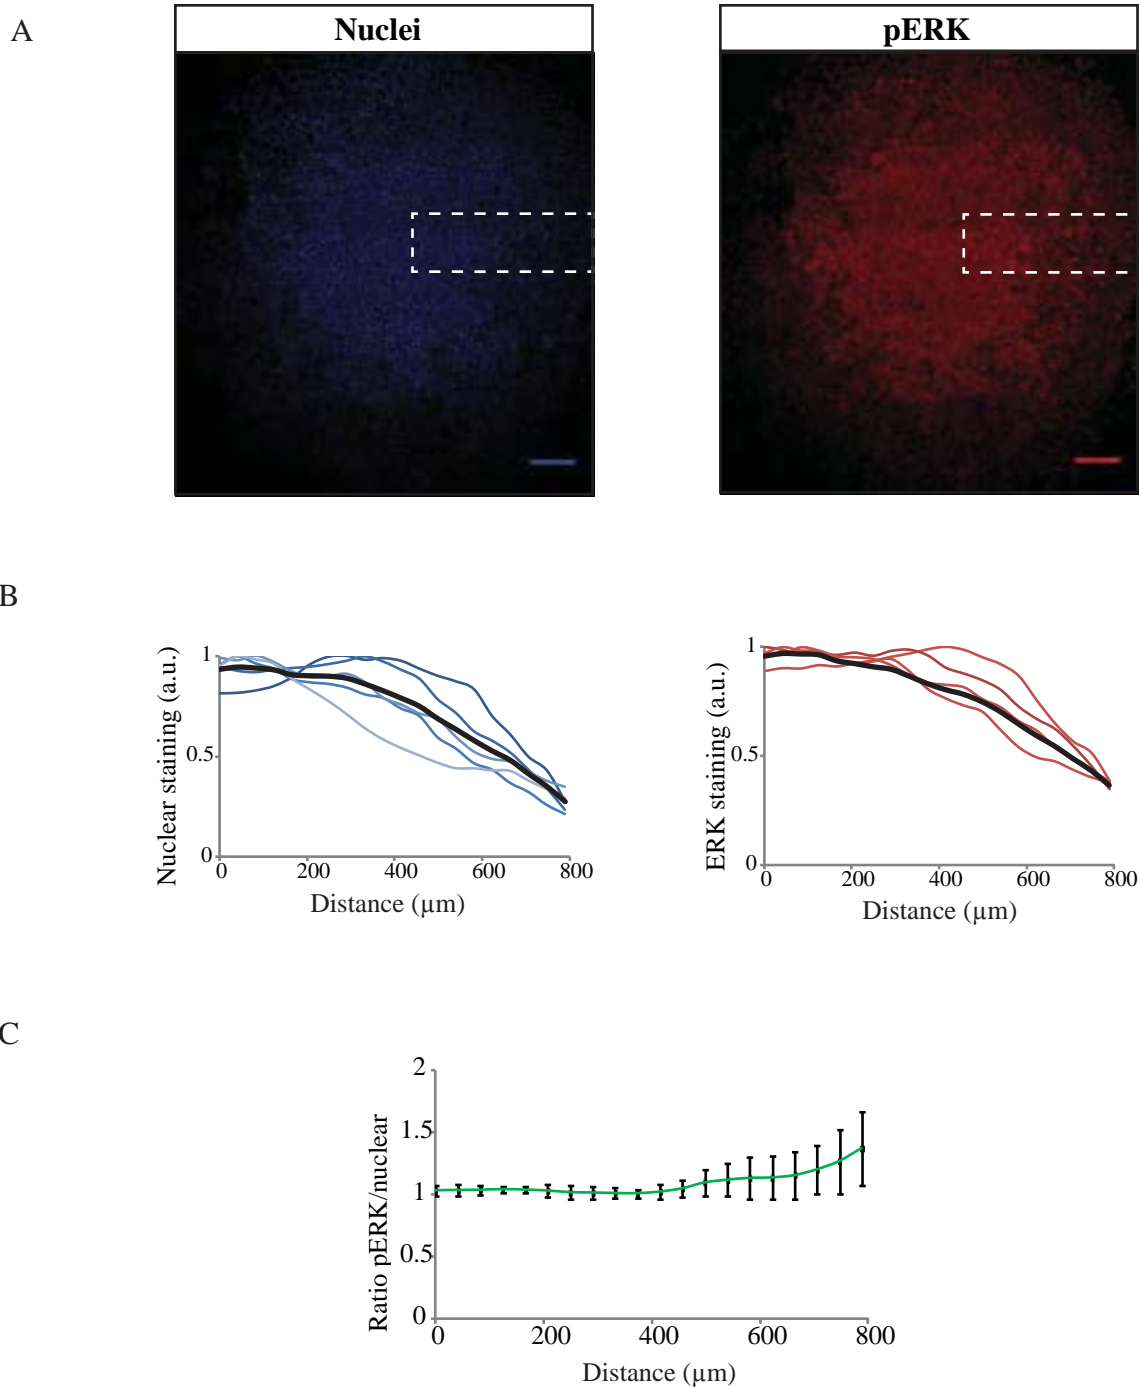 A
Nuclei
pERK
B
Nuclear staining (a.u.)
1
0.5
0
0 200 400 600 800
Distance (µm)
ERK staining (a.u.)
1
0.5
0
0 200 400 600 800
Distance (µm)
C
Ratio pERK/nuclear
2
1.5
1
0.5
0
0 200 400 600 800
Distance (µm)